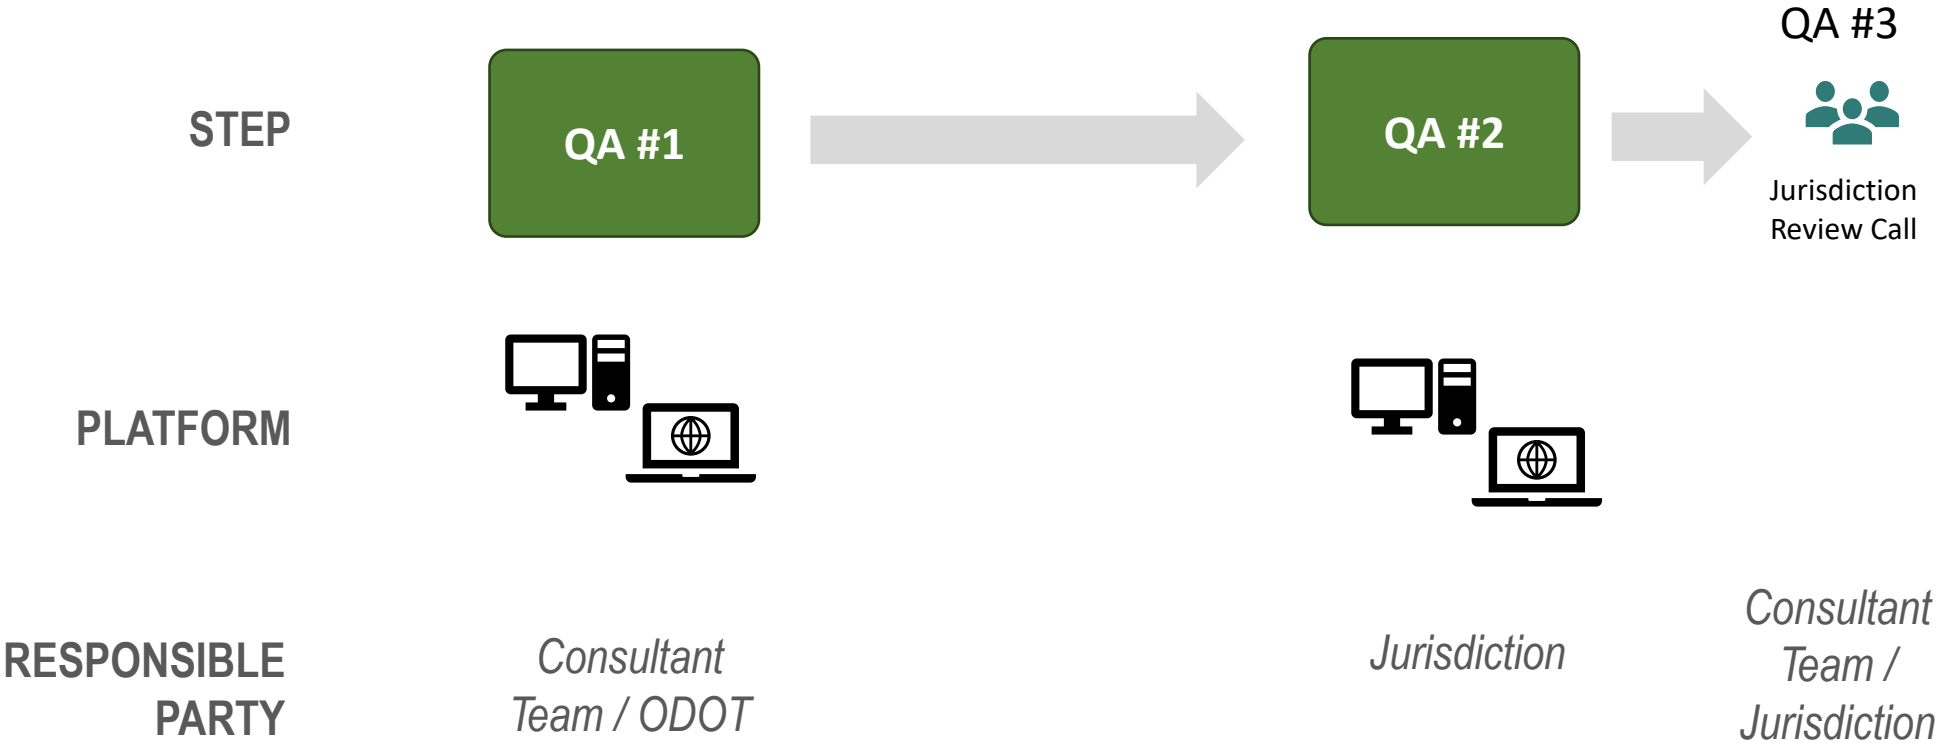 QA #3
STEP
QA #1
QA #2
Jurisdiction
Review Call
PLATFORM
RESPONSIBLE
PARTY
Consultant
Team / ODOT
Jurisdiction
Consultant
Team /
Jurisdiction